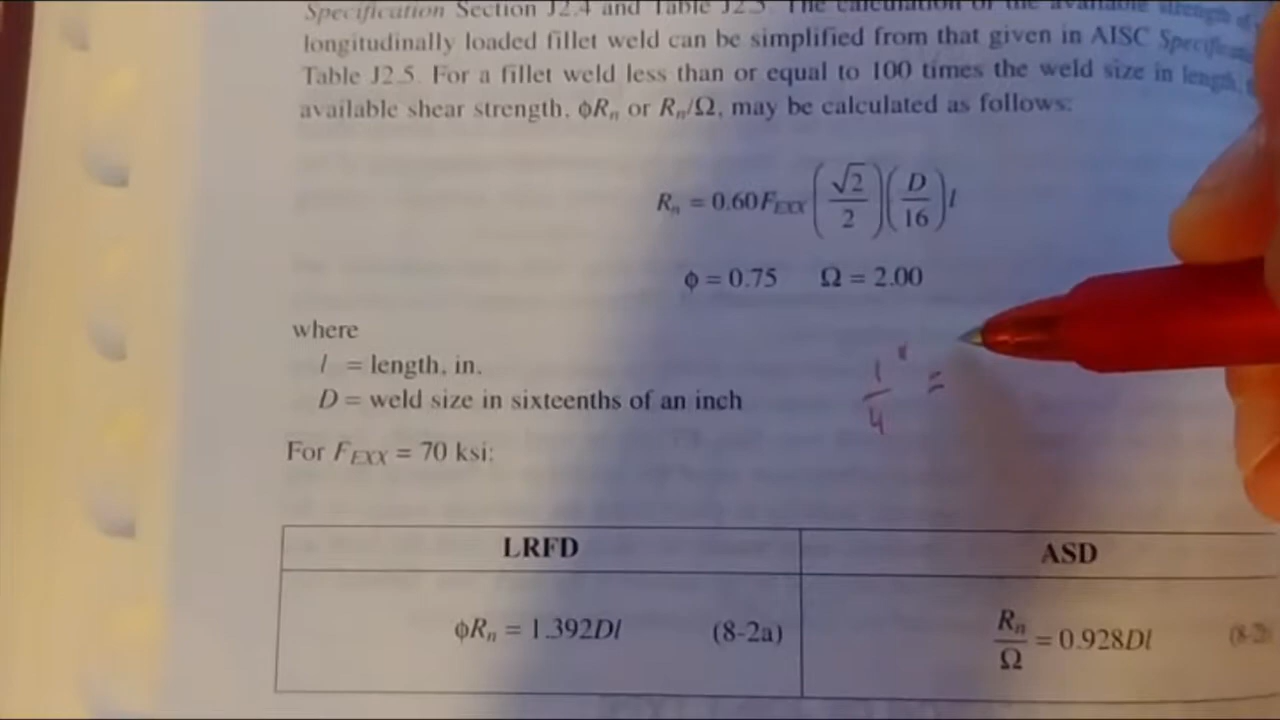 Specification Section J2.4 and Table J2.5. The calculation of the available strength of
longitudinally loaded fillet weld can be simplified from that given in AISC
Table J2.5. For a fillet weld less than or equal to 100 times the weld size in length,
available shear strength, ϕRₙ or Rₙ/Ω, may be calculated as follows:
Rₙ = 0.60F_EXX (√2/2)(D/16)l
ϕ = 0.75 Ω = 2.00
where
l = length, in.
D = weld size in sixteenths of an inch
1/4" =
For F_EXX = 70 ksi:
LRFD ASD
ϕRₙ = 1.392Dl (8-2a) Rₙ/Ω = 0.928Dl